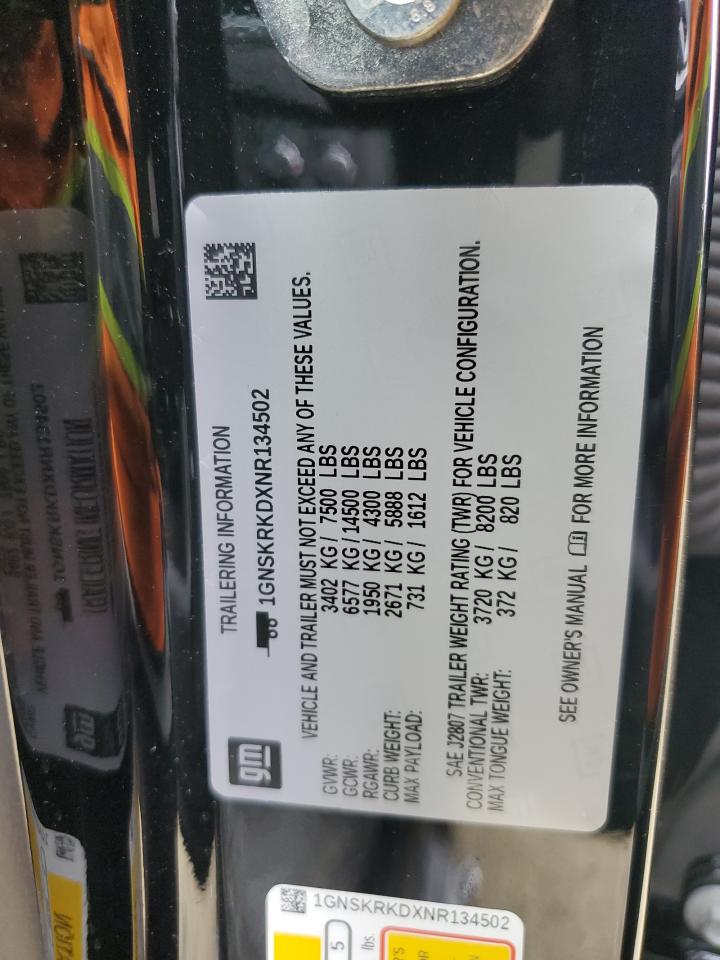 gm
TRAILERING INFORMATION
1GNSKRKDXNR134502
VEHICLE AND TRAILER MUST NOT EXCEED ANY OF THESE VALUES.
GVWR: 3402 KG / 7500 LBS
GCWR: 6577 KG / 14500 LBS
RGAWR: 1950 KG / 4300 LBS
CURB WEIGHT: 2671 KG / 5888 LBS
MAX PAYLOAD: 731 KG / 1612 LBS
SAE J2807 TRAILER WEIGHT RATING (TWR) FOR VEHICLE CONFIGURATION.
CONVENTIONAL TWR: 3720 KG / 8200 LBS
MAX TONGUE WEIGHT: 372 KG / 820 LBS
SEE OWNER'S MANUAL FOR MORE INFORMATION
1GNSKRKDXNR134502
5
lbs.